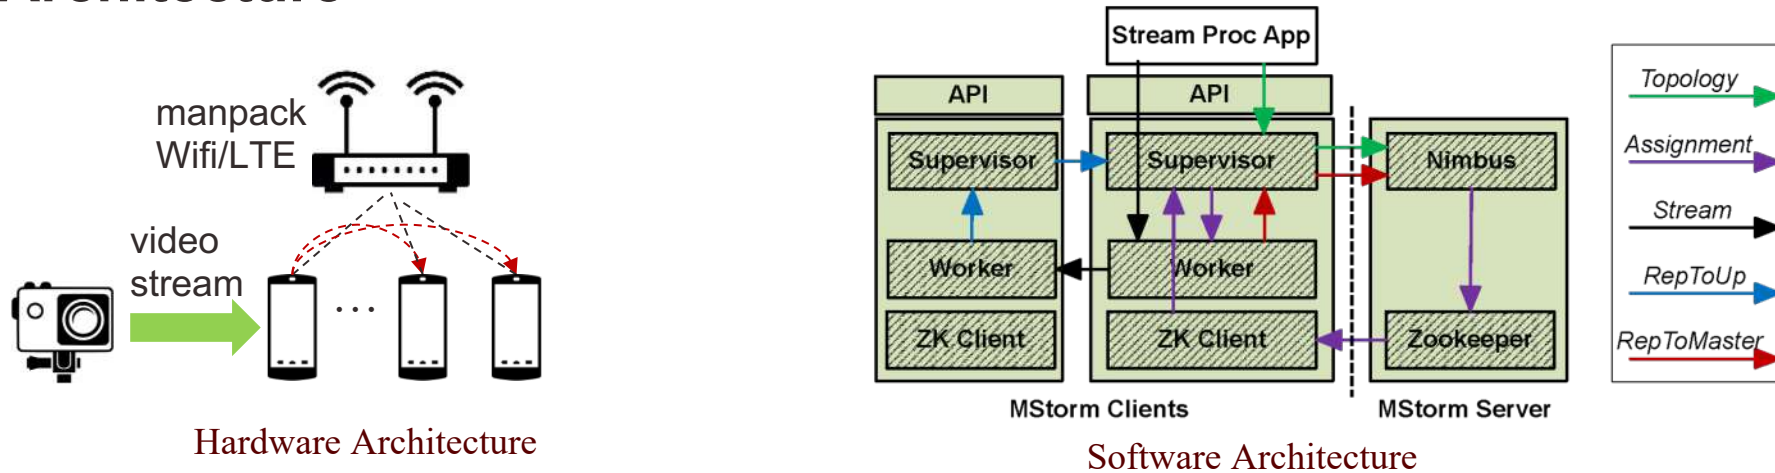 Architecture
manpack
Wifi/LTE
video
stream
...
Hardware Architecture
Stream Proc App
API
API
Supervisor
Supervisor
Nimbus
Worker
Worker
ZK Client
ZK Client
Zookeeper
MStorm Clients
MStorm Server
Software Architecture
Topology
Assignment
Stream
RepToUp
RepToMaster